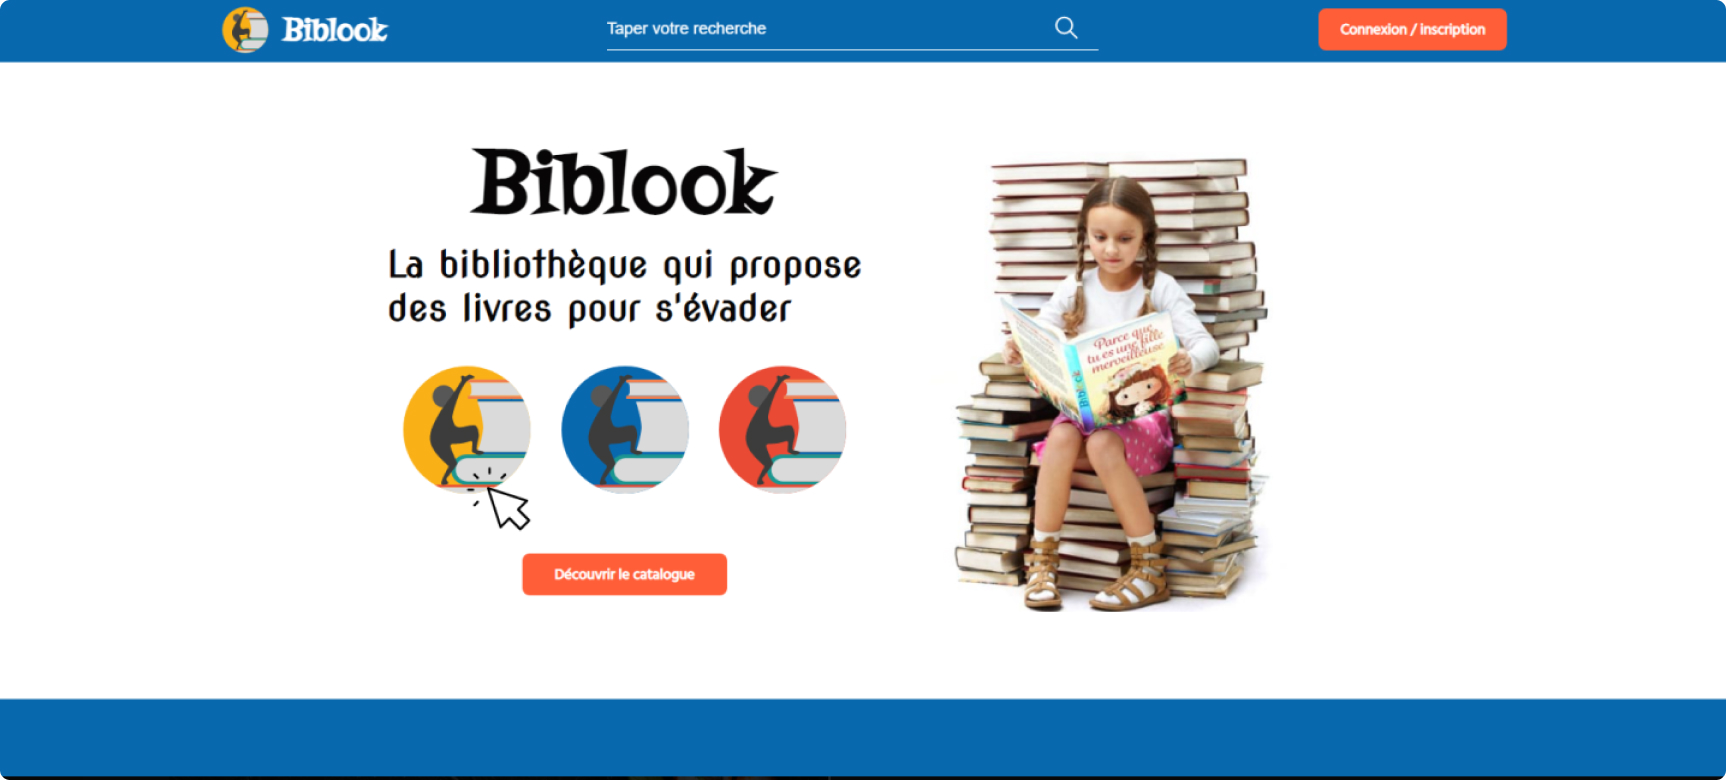 Biblook
Taper votre recherche
Connexion / Inscription
Biblook
La bibliothèque qui propose
des livres pour s'évader
Parce que
tu es une fille
merveilleuse
Biblook
Découvrir le catalogue